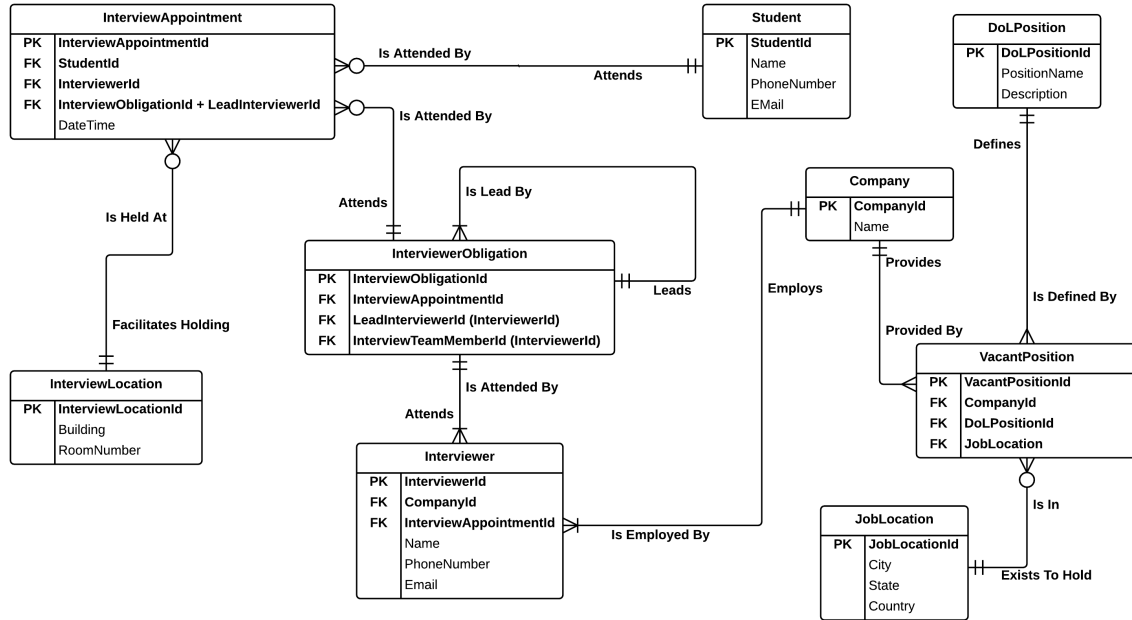 InterviewAppointment
PK InterviewAppointmentId
FK StudentId
FK InterviewerId
FK InterviewObligationId + LeadInterviewerId
DateTime
Student
PK StudentId
Name
PhoneNumber
EMail
DoLPosition
PK DoLPositionId
PositionName
Description
Is Attended By
Attends
Is Attended By
Defines
Is Lead By
Attends
Is Held At
Company
PK CompanyId
Name
InterviewerObligation
PK InterviewObligationId
FK InterviewAppointmentId
FK LeadInterviewerId (InterviewerId)
FK InterviewTeamMemberId (InterviewerId)
Leads
Employs
Provides
Is Defined By
Facilitates Holding
Provided By
InterviewLocation
PK InterviewLocationId
Building
RoomNumber
Is Attended By
Attends
VacantPosition
PK VacantPositionId
FK CompanyId
FK DoLPositionId
FK JobLocation
Interviewer
PK InterviewerId
FK CompanyId
FK InterviewAppointmentId
Name
PhoneNumber
Email
Is Employed By
Is In
JobLocation
PK JobLocationId
City
State
Country
Exists To Hold